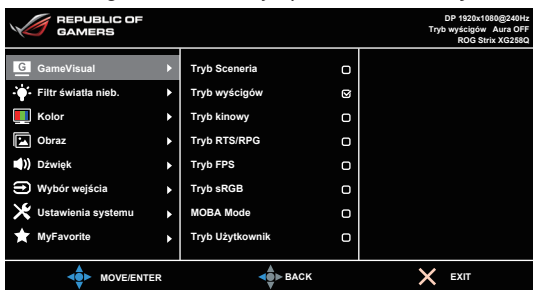 REPUBLIC OF
GAMERS
DP 1920x1080@240Hz
Tryb wyścigów Aura OFF
ROG Strix XG258Q
G GameVisual
Filtr światła nieb.
Kolor
Obraz
Dźwięk
Wybór wejścia
Ustawienia systemu
MyFavorite
Tryb Sceneria
Tryb wyścigów
Tryb kinowy
Tryb RTS/RPG
Tryb FPS
Tryb sRGB
MOBA Mode
Tryb Użytkownik
MOVE/ENTER
BACK
EXIT